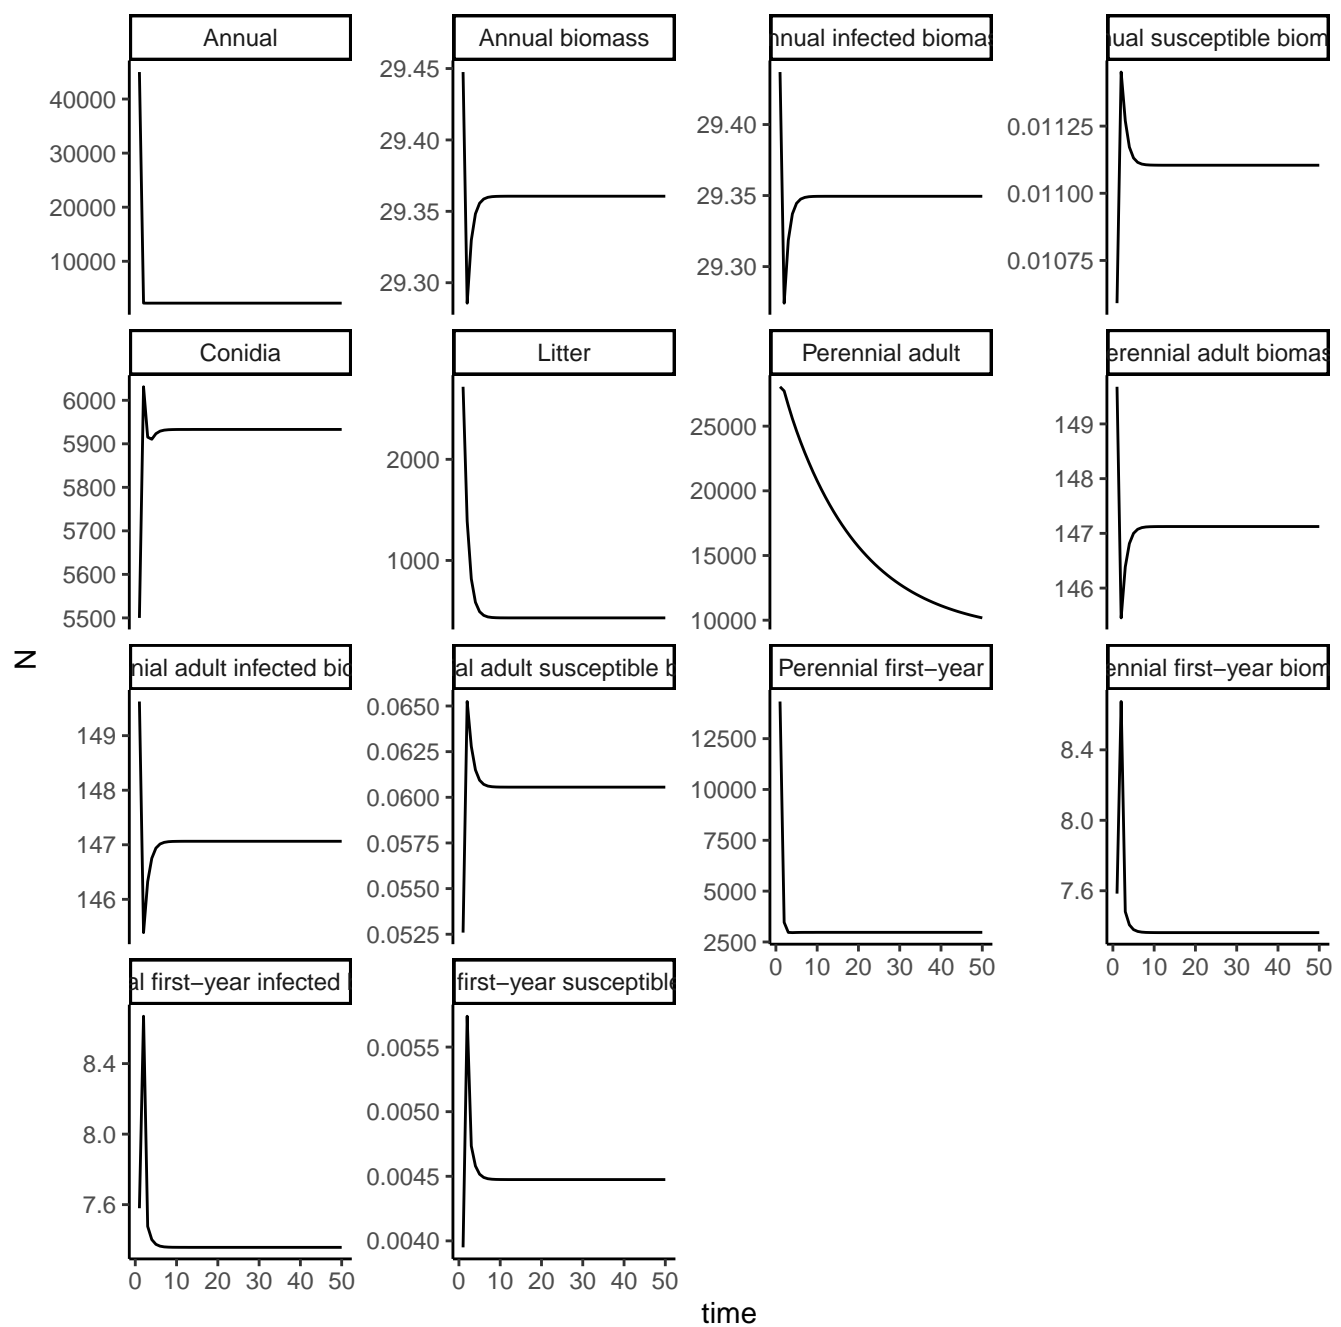 Annual
Annual biomass
nnual infected biomas
ual susceptible biom
40000
30000
20000
10000
29.45
29.40
29.35
29.30
29.40
29.35
29.30
0.01125
0.01100
0.01075
Conidia
Litter
Perennial adult
erennial adult biomas
6000
5900
5800
5700
5600
5500
2000
1000
25000
20000
15000
10000
149
148
147
146
N
nial adult infected bio
al adult susceptible b
Perennial first−year
ennial first−year biom
149
148
147
146
0.0650
0.0625
0.0600
0.0575
0.0550
0.0525
12500
10000
7500
5000
2500
0 10 20 30 40 50
8.4
8.0
7.6
0 10 20 30 40 50
al first−year infected
first−year susceptible
8.4
8.0
7.6
0 10 20 30 40 50
0.0055
0.0050
0.0045
0.0040
0 10 20 30 40 50
time